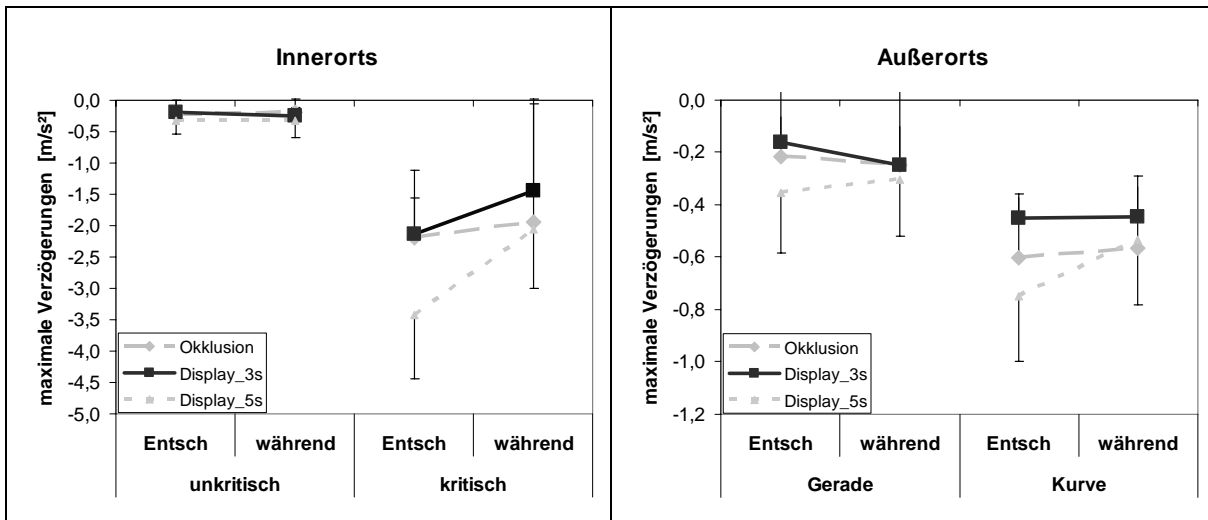 Innerorts
maximale Verzögerungen [m/s²]
0,0
-0,5
-1,0
-1,5
-2,0
-2,5
-3,0
-3,5
-4,0
-4,5
-5,0
Okklusion
Display_3s
Display_5s
Entsch während Entsch während
unkritisch kritisch
Außerorts
maximale Verzögerungen [m/s²]
0,0
-0,2
-0,4
-0,6
-0,8
-1,0
-1,2
Okklusion
Display_3s
Display_5s
Entsch während Entsch während
Gerade Kurve